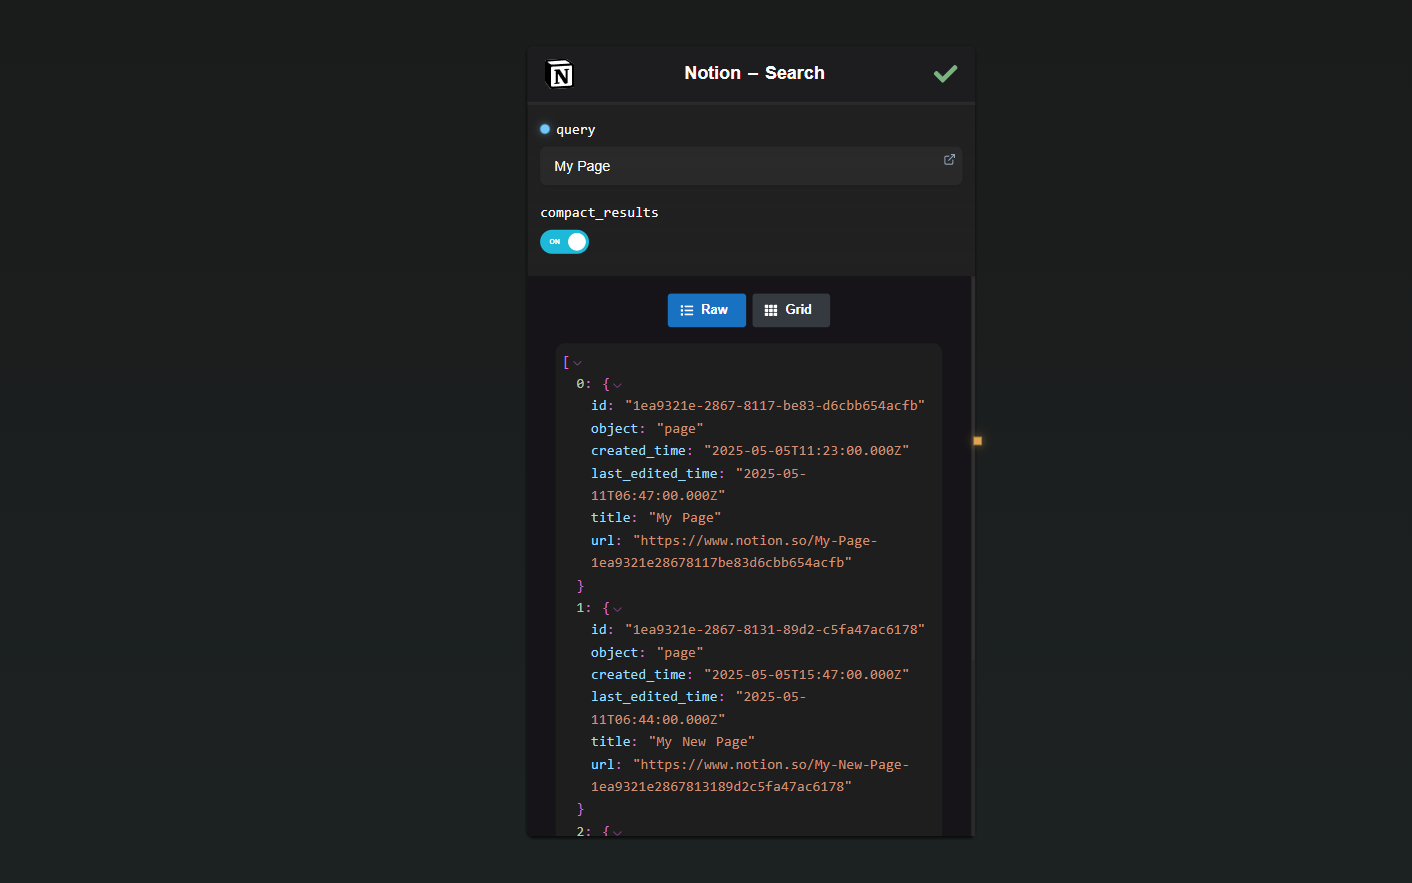 N
Notion – Search
query
My Page
compact_results
ON
Raw Grid
[
0: {
id: "1ea9321e-2867-8117-be83-d6cbb654acfb"
object: "page"
created_time: "2025-05-05T11:23:00.000Z"
last_edited_time: "2025-05-
11T06:47:00.000Z"
title: "My Page"
url: "https://www.notion.so/My-Page-
1ea9321e28678117be83d6cbb654acfb"
}
1: {
id: "1ea9321e-2867-8131-89d2-c5fa47ac6178"
object: "page"
created_time: "2025-05-05T15:47:00.000Z"
last_edited_time: "2025-05-
11T06:44:00.000Z"
title: "My New Page"
url: "https://www.notion.so/My-New-Page-
1ea9321e2867813189d2c5fa47ac6178"
}
2: {